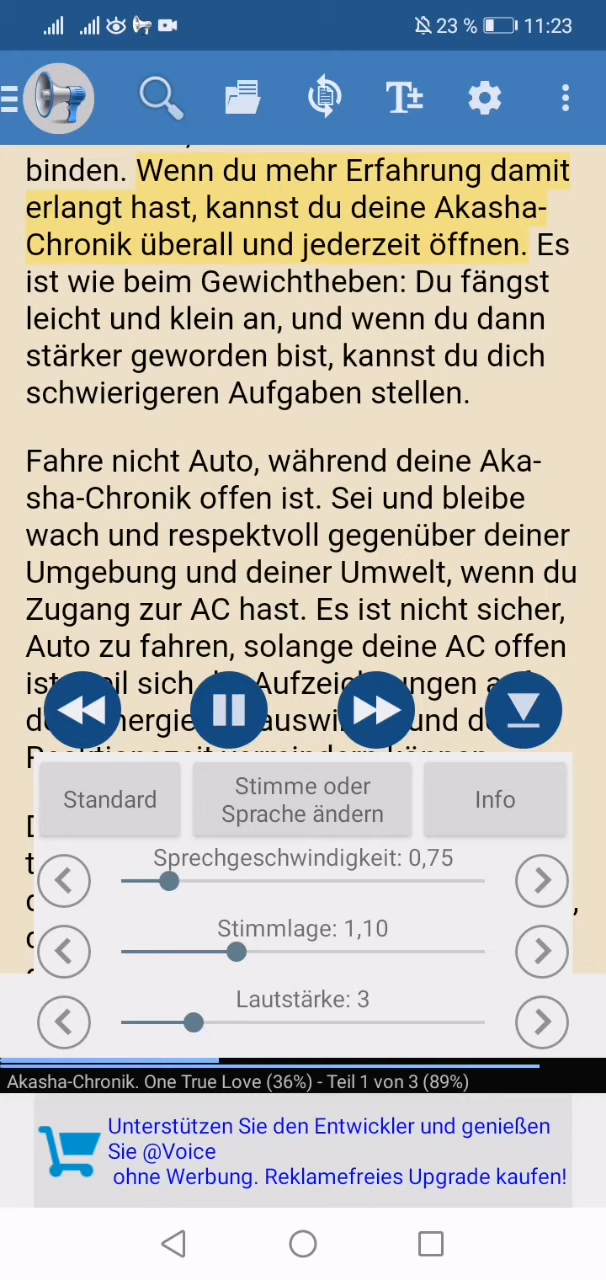 23 % 11:23
binden. Wenn du mehr Erfahrung damit
erlangt hast, kannst du deine Akasha-
Chronik überall und jederzeit öffnen. Es
ist wie beim Gewichtheben: Du fängst
leicht und klein an, und wenn du dann
stärker geworden bist, kannst du dich
schwierigeren Aufgaben stellen.
Fahre nicht Auto, während deine Aka-
sha-Chronik offen ist. Sei und bleibe
wach und respektvoll gegenüber deiner
Umgebung und deiner Umwelt, wenn du
Zugang zur AC hast. Es ist nicht sicher,
Auto zu fahren, solange deine AC offen
sich
und
Standard
Stimme oder
Sprache ändern
Info
Sprechgeschwindigkeit: 0,75
Stimmlage: 1,10
Lautstärke: 3
Akasha-Chronik. One True Love (36%) - Teil 1 von 3 (89%)
Unterstützen Sie den Entwickler und genießen
Sie @Voice
ohne Werbung. Reklamefreies Upgrade kaufen!